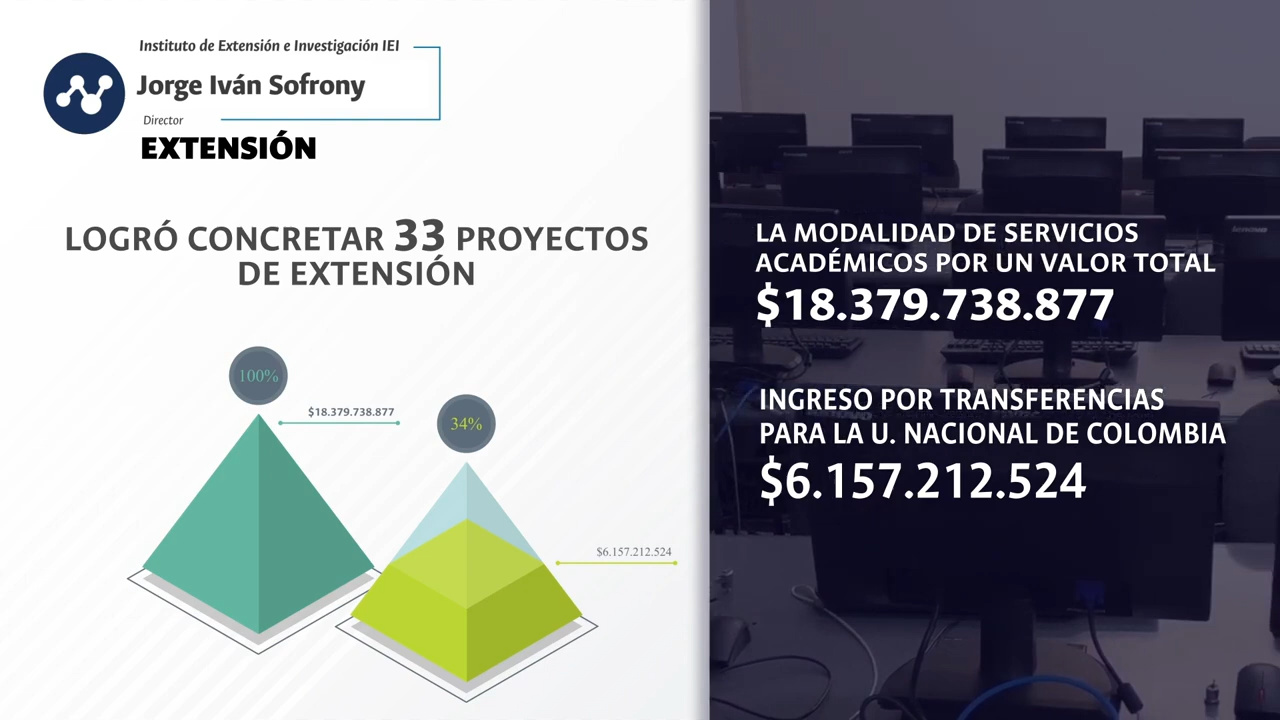 Instituto de Extensión e Investigación IEI
Jorge Iván Sofrony
Director
EXTENSIÓN
LOGRÓ CONCRETAR 33 PROYECTOS
DE EXTENSIÓN
100%
$18.379.738.877
34%
$6.157.212.524
LA MODALIDAD DE SERVICIOS
ACADÉMICOS POR UN VALOR TOTAL
$18.379.738.877
INGRESO POR TRANSFERENCIAS
PARA LA U. NACIONAL DE COLOMBIA
$6.157.212.524